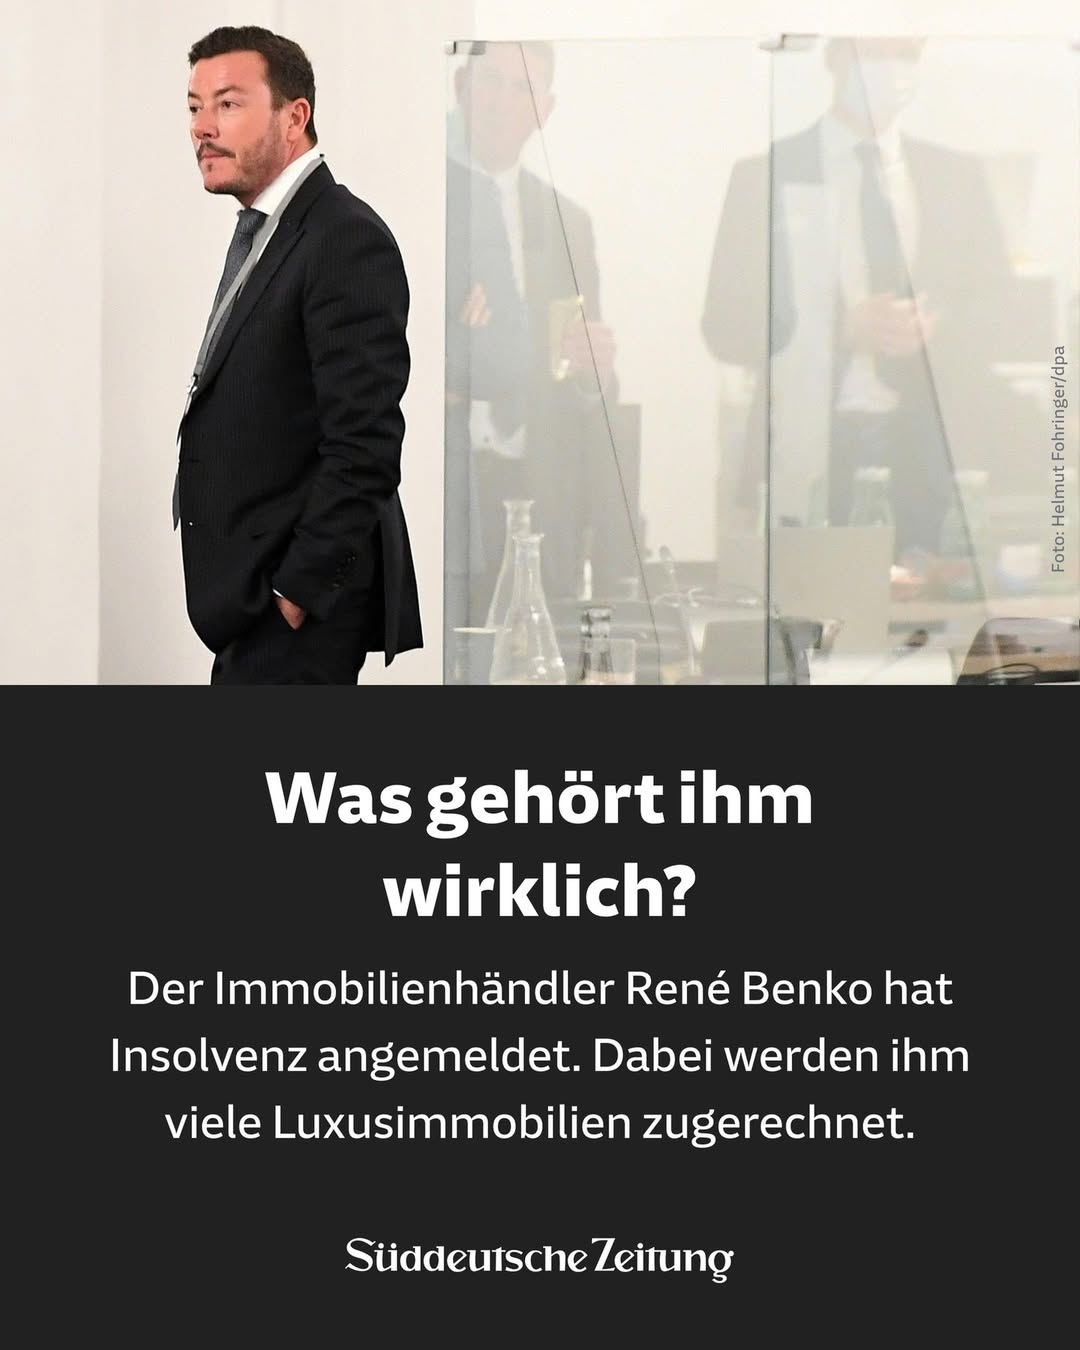 Foto: Helmut Fohringer/dpa
Was gehört ihm
wirklich?
Der Immobilienhändler René Benko hat
Insolvenz angemeldet. Dabei werden ihm
viele Luxusimmobilien zugerechnet.
Süddeutsche Zeitung